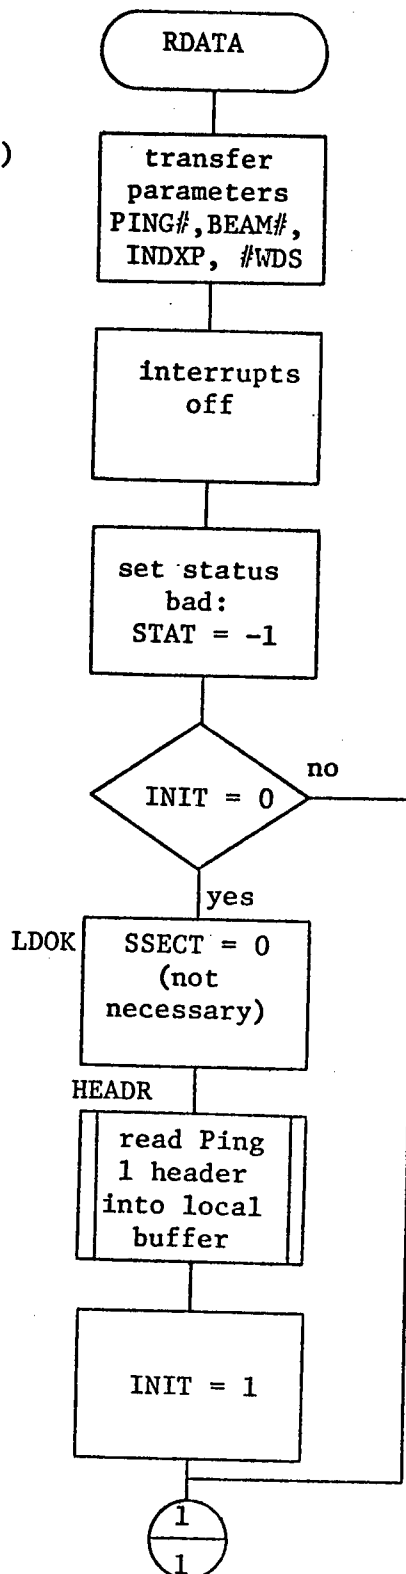 RDATA
)
transfer
parameters
PING#,BEAM#,
INDXP, #WDS
interrupts
off
set status
bad:
STAT = -1
INIT = 0
no
yes
LDOK
SSECT = 0
(not
necessary)
HEADR
read Ping
1 header
into local
buffer
INIT = 1
1
1